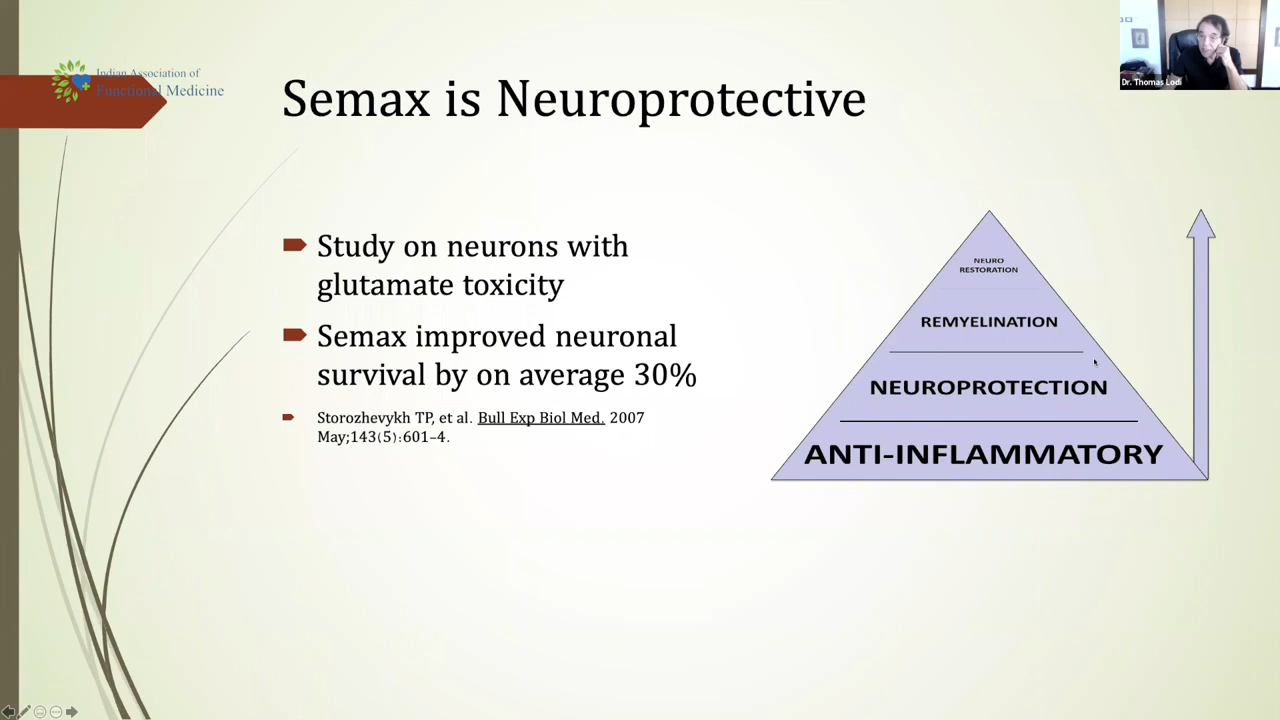 Indian Association of
Functional Medicine
Semax is Neuroprotective
Dr. Thomas Lodi
Study on neurons with
glutamate toxicity
Semax improved neuronal
survival by on average 30%
Storozhevykh TP, et al. Bull Exp Biol Med. 2007
May;143(5):601–4.
NEURO
RESTORATION
REMYELINATION
NEUROPROTECTION
ANTI-INFLAMMATORY